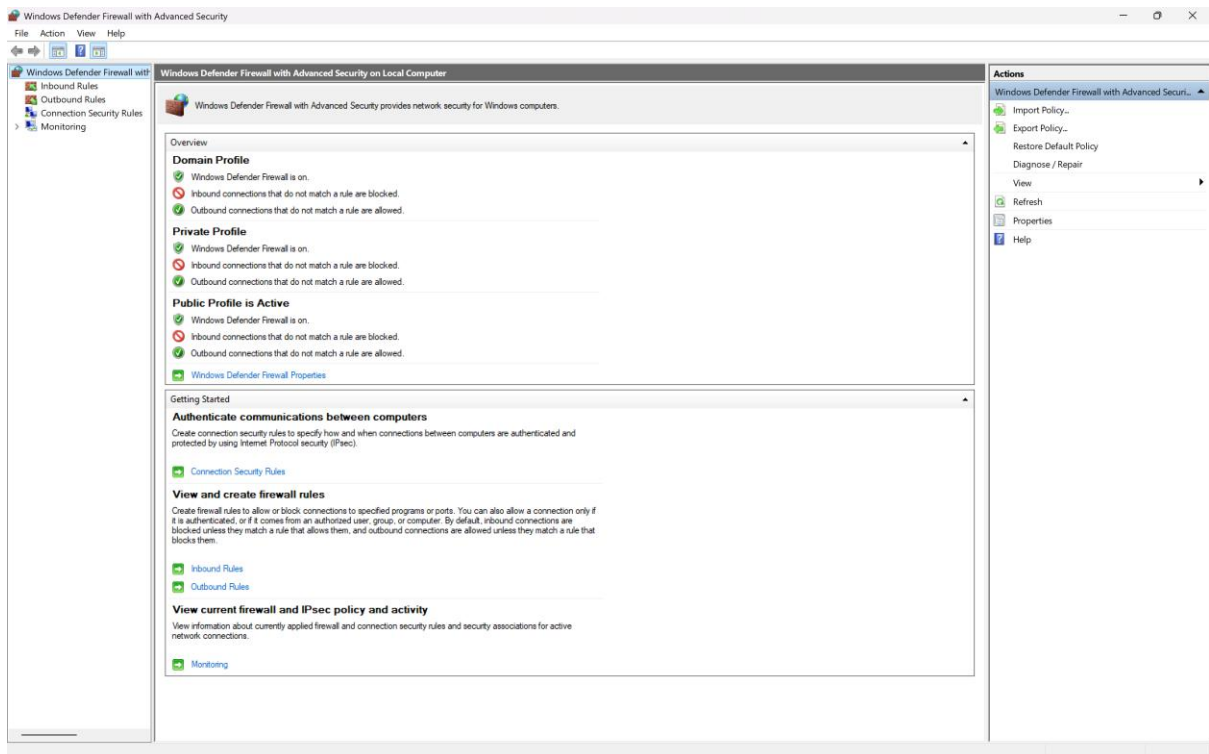 Windows Defender Firewall with Advanced Security
File Action View Help
Windows Defender Firewall with
Inbound Rules
Outbound Rules
Connection Security Rules
Monitoring
Windows Defender Firewall with Advanced Security on Local Computer
Windows Defender Firewall with Advanced Security provides network security for Windows computers.
Overview
Domain Profile
Windows Defender Firewall is on.
Inbound connections that do not match a rule are blocked.
Outbound connections that do not match a rule are allowed.
Private Profile
Windows Defender Firewall is on.
Inbound connections that do not match a rule are blocked.
Outbound connections that do not match a rule are allowed.
Public Profile is Active
Windows Defender Firewall is on.
Inbound connections that do not match a rule are blocked.
Outbound connections that do not match a rule are allowed.
Windows Defender Firewall Properties
Getting Started
Authenticate communications between computers
Create connection security rules to specify how and when connections between computers are authenticated and
protected by using Internet Protocol security (IPsec).
Connection Security Rules
View and create firewall rules
Create firewall rules to allow or block connections to specified programs or ports. You can also allow a connection only if
it is authenticated, or if it comes from an authorized user, group, or computer. By default, inbound connections are
blocked unless they match a rule that allows them, and outbound connections are allowed unless they match a rule that
blocks them.
Inbound Rules
Outbound Rules
View current firewall and IPsec policy and activity
View information about currently applied firewall and connection security rules and security associations for active
network connections.
Monitoring
Actions
Windows Defender Firewall with Advanced Securi...
Import Policy...
Export Policy...
Restore Default Policy
Diagnose / Repair
View
Refresh
Properties
Help